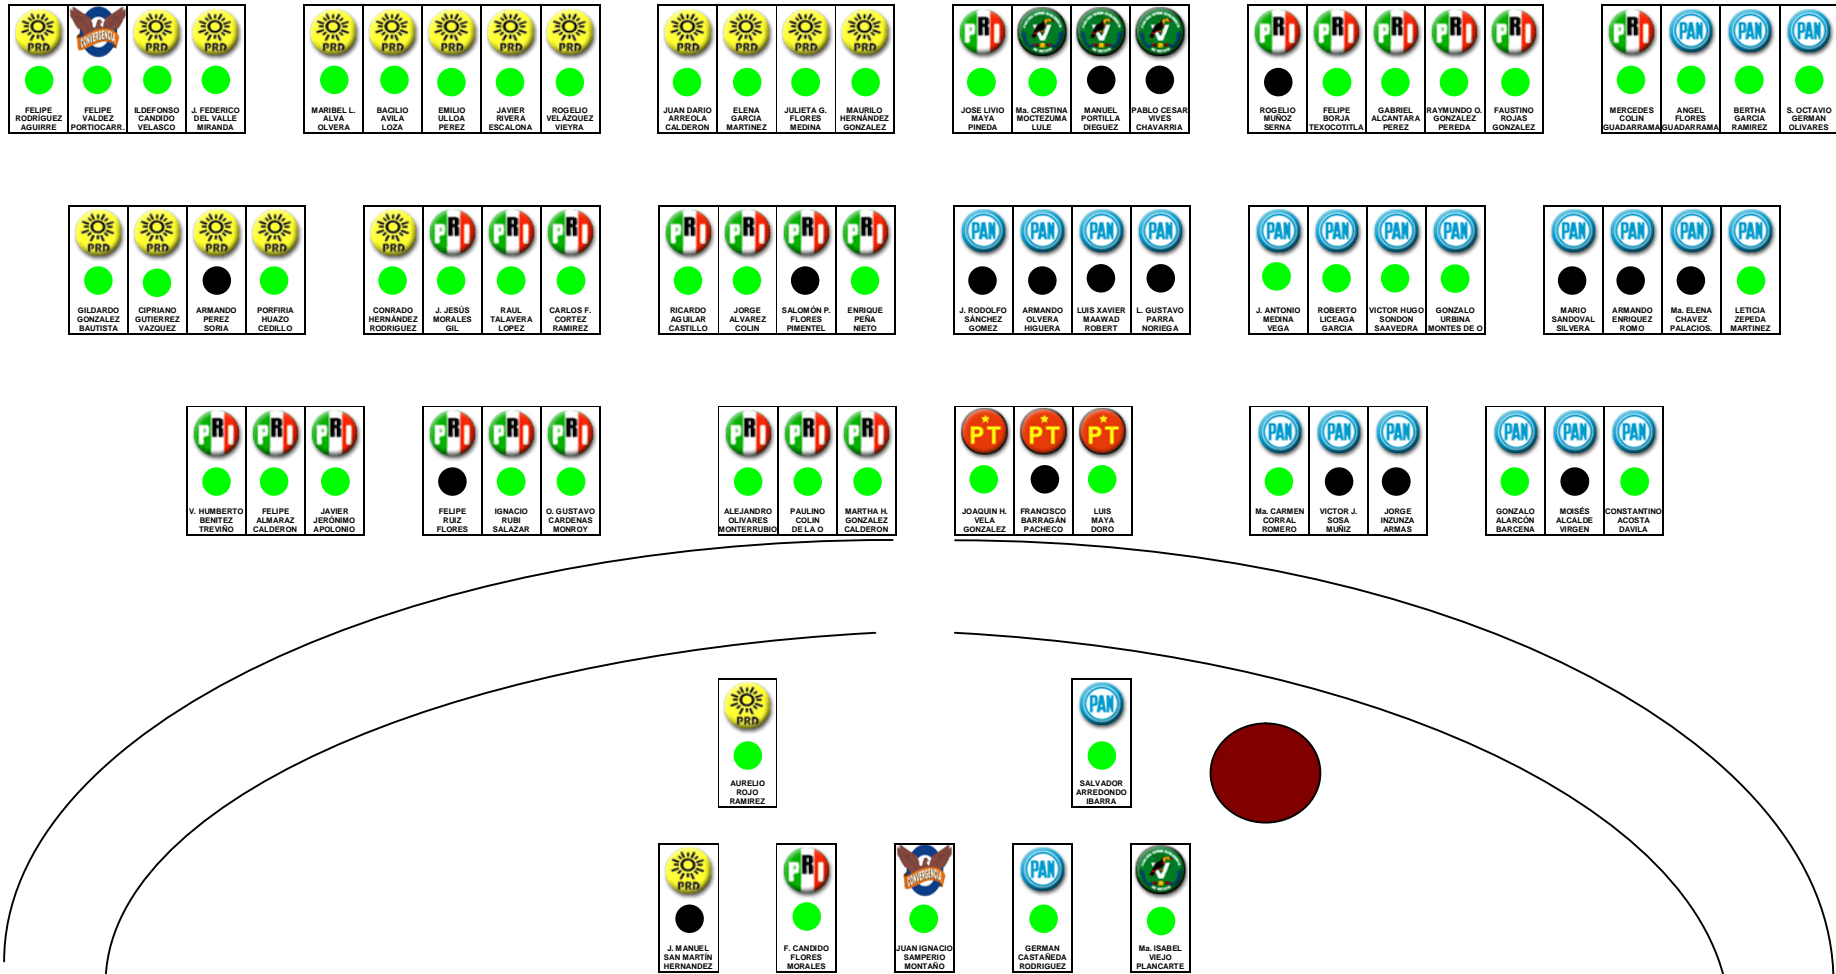 PRD CONVERGENCIA PRD PRD
FELIPE RODRÍGUEZ AGUIRRE
FELIPE VALDEZ PORTIOCARR.
ILDEFONSO CANDIDO VELASCO
J. FEDERICO DEL VALLE MIRANDA
PRD PRD PRD PRD PRD
MARIBEL L. ALVA OLVERA
BACILIO AVILA LOZA
EMILIO ULLOA PEREZ
JAVIER RIVERA ESCALONA
ROGELIO VELÁZQUEZ VIEYRA
PRD PRD PRD PRD
JUAN DARIO ARREOLA CALDERON
ELENA GARCIA MARTINEZ
JULIETA G. FLORES MEDINA
MAURILO HERNÁNDEZ GONZALEZ
PRI
JOSE LIVIO MAYA PINEDA
Ma. CRISTINA MOCTEZUMA LULE
MANUEL PORTILLA DIEGUEZ
PABLO CESAR VIVES CHAVARRIA
PRI PRI PRI PRI PRI
ROGELIO MUÑOZ SERNA
FELIPE BORJA TEXOCOTITLA
GABRIEL ALCANTARA PEREZ
RAYMUNDO O. GONZALEZ PEREDA
FAUSTINO ROJAS GONZALEZ
PRI PAN PAN PAN
MERCEDES COLIN GUADARRAMA
ANGEL FLORES GUADARRAMA
BERTHA GARCIA RAMIREZ
S. OCTAVIO GERMAN OLIVARES
PRD PRD PRD PRD
GILDARDO GONZALEZ BAUTISTA
CIPRIANO GUTIERREZ VAZQUEZ
ARMANDO PEREZ SORIA
PORFIRIA HUAZO CEDILLO
PRD PRI PRI PRI
CONRADO HERNÁNDEZ RODRIGUEZ
J. JESÚS MORALES GIL
RAUL TALAVERA LOPEZ
CARLOS F. CORTEZ RAMIREZ
PRI PRI PRI PRI
RICARDO AGUILAR CASTILLO
JORGE ALVAREZ COLIN
SALOMÓN P. FLORES PIMENTEL
ENRIQUE PEÑA NIETO
PAN PAN PAN PAN
J. RODOLFO SÁNCHEZ GOMEZ
ARMANDO OLVERA HIGUERA
LUIS XAVIER MAAWAD ROBERT
L. GUSTAVO PARRA NORIEGA
PAN PAN PAN PAN
J. ANTONIO MEDINA VEGA
ROBERTO LICEAGA GARCIA
VICTOR HUGO SONDON SAAVEDRA
GONZALO URBINA MONTES DE O
PAN PAN PAN PAN
MARIO SANDOVAL SILVERA
ARMANDO ENRIQUEZ ROMO
Ma. ELENA CHAVEZ PALACIOS.
LETICIA ZEPEDA MARTINEZ
PRI PRI PRI
V. HUMBERTO BENITEZ TREVIÑO
FELIPE ALMARAZ CALDERON
JAVIER JERÓNIMO APOLONIO
PRI PRI PRI
FELIPE RUIZ FLORES
IGNACIO RUBI SALAZAR
O. GUSTAVO CARDENAS MONROY
PRI PRI PRI
ALEJANDRO OLIVARES MONTERRUBIO
PAULINO COLIN DE LA O
MARTHA H. GONZALEZ CALDERON
PT PT PT
JOAQUIN H. VELA GONZALEZ
FRANCISCO BARRAGÁN PACHECO
LUIS MAYA DORO
PAN PAN PAN
Ma. CARMEN CORRAL ROMERO
VICTOR J. SOSA MUÑIZ
JORGE INZUNZA ARMAS
PAN PAN PAN
GONZALO ALARCÓN BARCENA
MOISÉS ALCALDE VIRGEN
CONSTANTINO ACOSTA DAVILA
PRD
AURELIO ROJO RAMIREZ
PAN
SALVADOR ARREDONDO IBARRA
PRD
J. MANUEL SAN MARTÍN HERNANDEZ
PRI
F. CANDIDO FLORES MORALES
CONVERGENCIA
JUAN IGNACIO SAMPERIO MONTAÑO
PAN
GERMAN CASTAÑEDA RODRIGUEZ
Ma. ISABEL VIEJO PLANCARTE